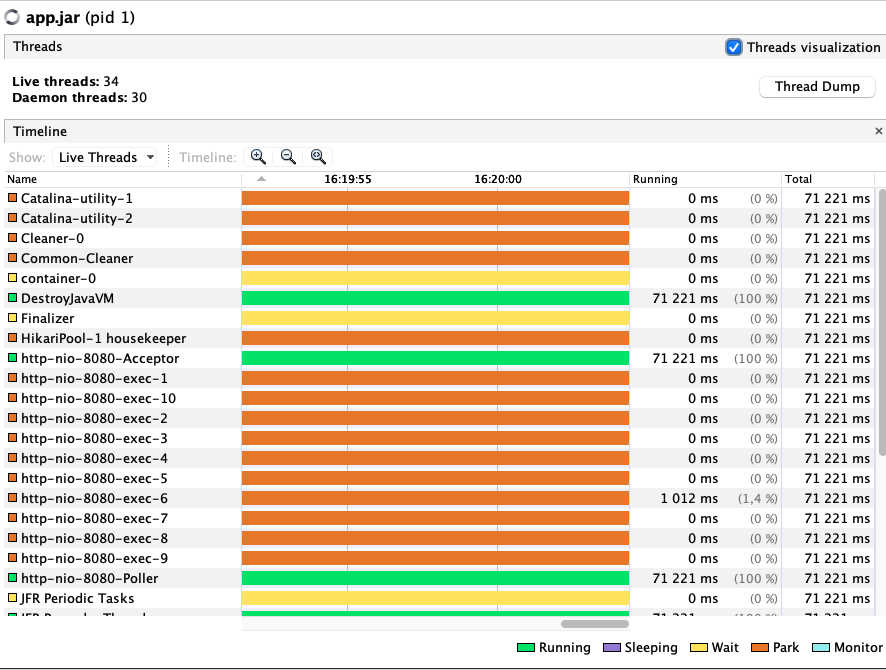 app.jar (pid 1)
Threads
Threads visualization
Live threads: 34
Daemon threads: 30
Thread Dump
Timeline ×
Show: Live Threads Timeline:
Name 16:19:55 16:20:00 Running Total
Catalina-utility-1 0 ms (0 %) 71 221 ms
Catalina-utility-2 0 ms (0 %) 71 221 ms
Cleaner-0 0 ms (0 %) 71 221 ms
Common-Cleaner 0 ms (0 %) 71 221 ms
container-0 0 ms (0 %) 71 221 ms
DestroyJavaVM 71 221 ms (100 %) 71 221 ms
Finalizer 0 ms (0 %) 71 221 ms
HikariPool-1 housekeeper 0 ms (0 %) 71 221 ms
http-nio-8080-Acceptor 71 221 ms (100 %) 71 221 ms
http-nio-8080-exec-1 0 ms (0 %) 71 221 ms
http-nio-8080-exec-10 0 ms (0 %) 71 221 ms
http-nio-8080-exec-2 0 ms (0 %) 71 221 ms
http-nio-8080-exec-3 0 ms (0 %) 71 221 ms
http-nio-8080-exec-4 0 ms (0 %) 71 221 ms
http-nio-8080-exec-5 0 ms (0 %) 71 221 ms
http-nio-8080-exec-6 1 012 ms (1,4 %) 71 221 ms
http-nio-8080-exec-7 0 ms (0 %) 71 221 ms
http-nio-8080-exec-8 0 ms (0 %) 71 221 ms
http-nio-8080-exec-9 0 ms (0 %) 71 221 ms
http-nio-8080-Poller 71 221 ms (100 %) 71 221 ms
JFR Periodic Tasks 0 ms (0 %) 71 221 ms
Running Sleeping Wait Park Monitor